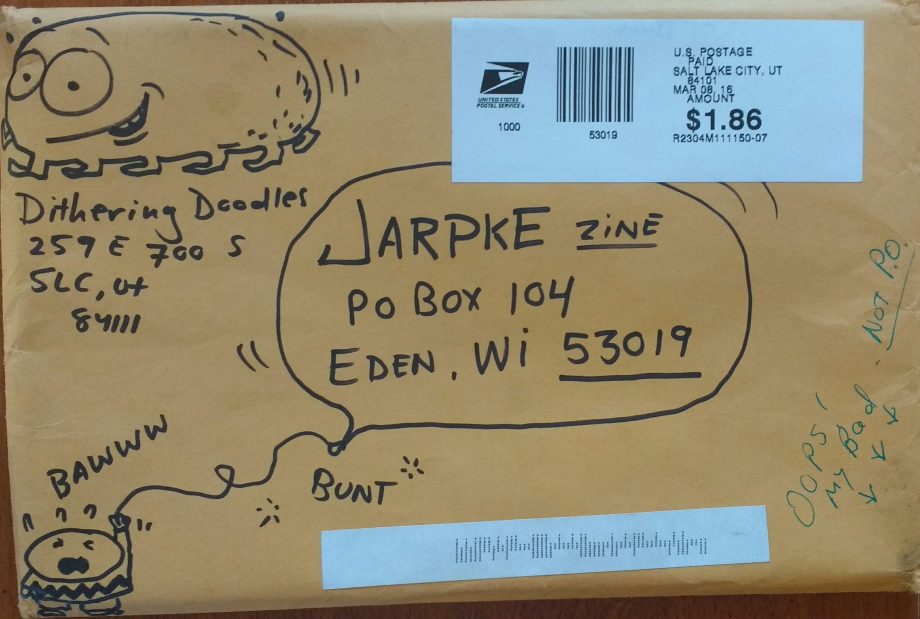 U.S. POSTAGE
PAID
SALT LAKE CITY, UT
84101
MAR 08, 16
AMOUNT
$1.86
R2304M111150-07
UNITED STATES
POSTAL SERVICE®
1000
53019
Dithering Doodles
259 E 700 S
SLC, UT
84111
JARPKE ZINE
PO BOX 104
EDEN, Wi 53019
BAWWW
BUNT
OOPS!
My Bad - NOT P.O.